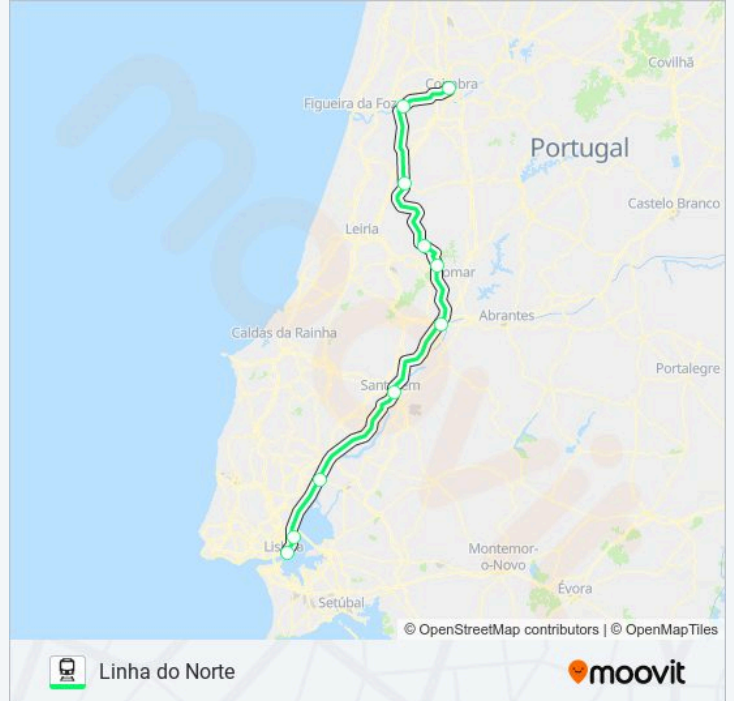 Covilhã
Coimbra
Figueira da Foz
Portugal
Castelo Branco
Leiria
Tomar
Abrantes
Caldas da Rainha
Portalegre
Santarém
Lisboa
Montemor-
o-Novo
Évora
Setúbal
© OpenStreetMap contributors | © OpenMapTiles
Linha do Norte
moovit
moovit